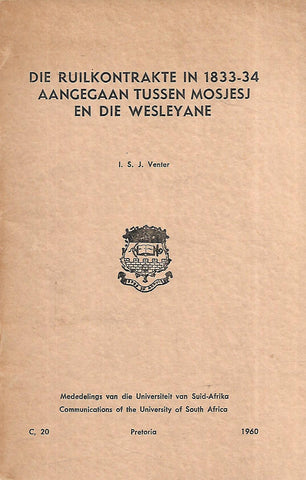 DIE RUILKONTRAKTE IN 1833-34
AANGEGAAN TUSSEN MOSJESJ
EN DIE WESLEYANE
I. S. J. Venter
Mededelings van die Universiteit van Suid-Afrika
Communications of the University of South Africa
C, 20 Pretoria 1960